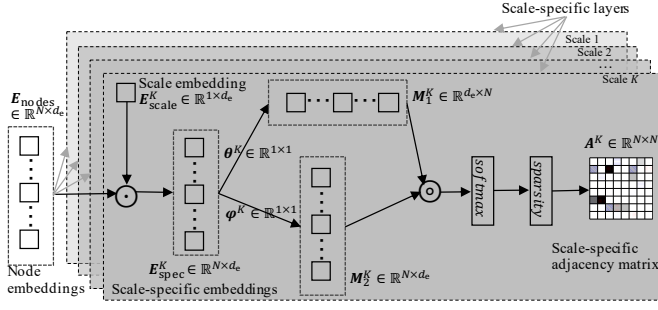 Scale-specific layers
Scale 1
Scale 2
...
Scale K
E_nodes
∈ ℝ^{N×d_e}
Scale embedding
E^K_scale ∈ ℝ^{1×d_e}
M^K_1 ∈ ℝ^{d_e×N}
A^K ∈ ℝ^{N×N}
θ^K ∈ ℝ^{1×1}
softmax
sparsity
φ^K ∈ ℝ^{1×1}
Node
embeddings
E^K_spec ∈ ℝ^{N×d_e}
Scale-specific embeddings
M^K_2 ∈ ℝ^{N×d_e}
Scale-specific
adjacency matrix